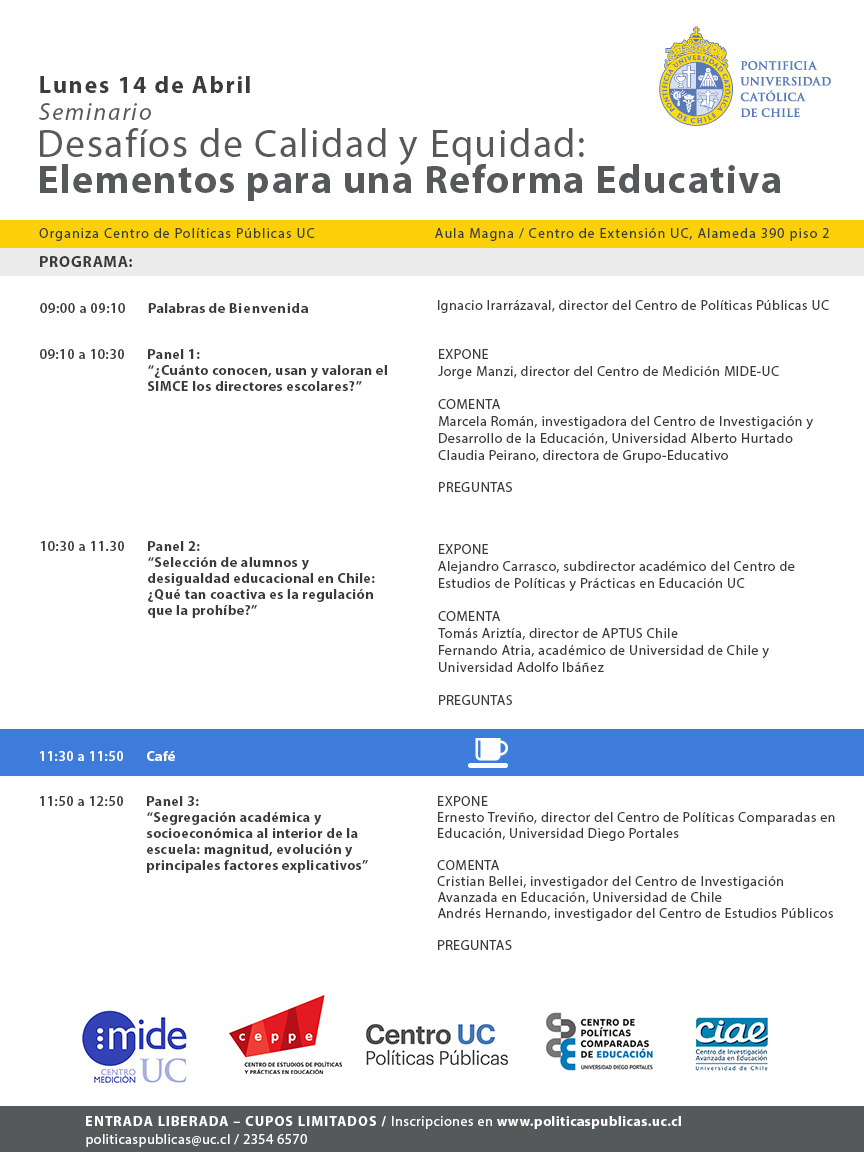 Lunes 14 de Abril
Seminario
Desafíos de Calidad y Equidad:
Elementos para una Reforma Educativa
PONTIFICIA UNIVERSIDAD CATÓLICA DE CHILE
PONTIFICIA
UNIVERSIDAD
CATÓLICA
DE CHILE
Organiza Centro de Políticas Públicas UC
Aula Magna / Centro de Extensión UC, Alameda 390 piso 2
PROGRAMA:
09:00 a 09:10
Palabras de Bienvenida
Ignacio Irarrázaval, director del Centro de Políticas Públicas UC
09:10 a 10:30
Panel 1:
“¿Cuánto conocen, usan y valoran el
SIMCE los directores escolares?”
EXPONE
Jorge Manzi, director del Centro de Medición MIDE-UC
COMENTA
Marcela Román, investigadora del Centro de Investigación y
Desarrollo de la Educación, Universidad Alberto Hurtado
Claudia Peirano, directora de Grupo-Educativo
PREGUNTAS
10:30 a 11.30
Panel 2:
“Selección de alumnos y
desigualdad educacional en Chile:
¿Qué tan coactiva es la regulación
que la prohíbe?”
EXPONE
Alejandro Carrasco, subdirector académico del Centro de
Estudios de Políticas y Prácticas en Educación UC
COMENTA
Tomás Ariztía, director de APTUS Chile
Fernando Atria, académico de Universidad de Chile y
Universidad Adolfo Ibáñez
PREGUNTAS
11:30 a 11:50
Café
11:50 a 12:50
Panel 3:
“Segregación académica y
socioeconómica al interior de la
escuela: magnitud, evolución y
principales factores explicativos”
EXPONE
Ernesto Treviño, director del Centro de Políticas Comparadas en
Educación, Universidad Diego Portales
COMENTA
Cristian Bellei, investigador del Centro de Investigación
Avanzada en Educación, Universidad de Chile
Andrés Hernando, investigador del Centro de Estudios Públicos
PREGUNTAS
:mide
CENTRO
MEDICIÓN
UC
ceppe
CENTRO DE ESTUDIOS DE POLÍTICAS
Y PRÁCTICAS EN EDUCACIÓN
Centro UC
Políticas Públicas
CENTRO DE
POLÍTICAS
COMPARADAS
DE EDUCACIÓN
UNIVERSIDAD DIEGO PORTALES
ciae
Centro de Investigación
Avanzada en Educación
Universidad de Chile
ENTRADA LIBERADA – CUPOS LIMITADOS / Inscripciones en www.politicaspublicas.uc.cl
politicaspublicas@uc.cl / 2354 6570